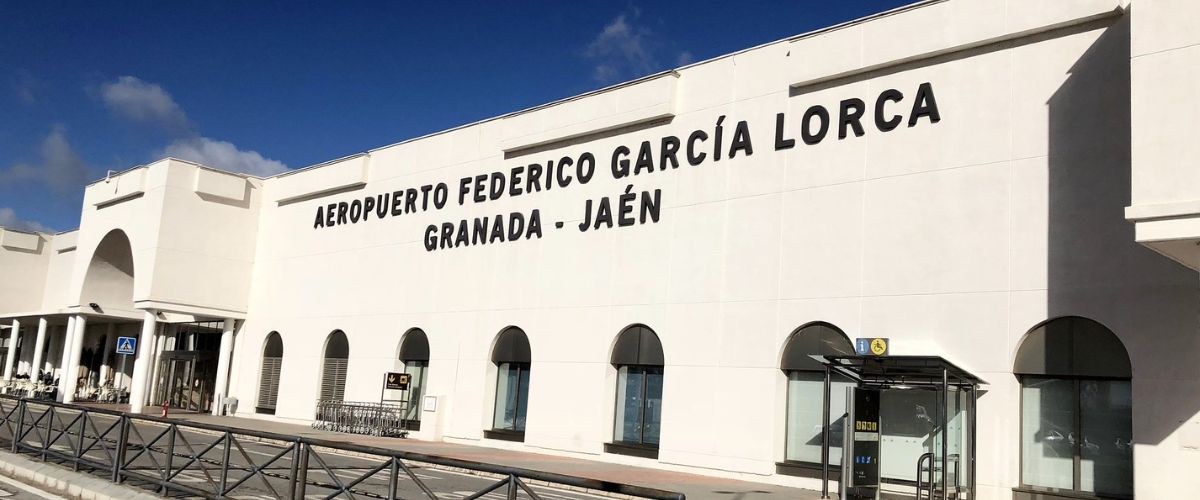 AEROPUERTO FEDERICO GARCÍA LORCA
GRANADA - JAÉN
i